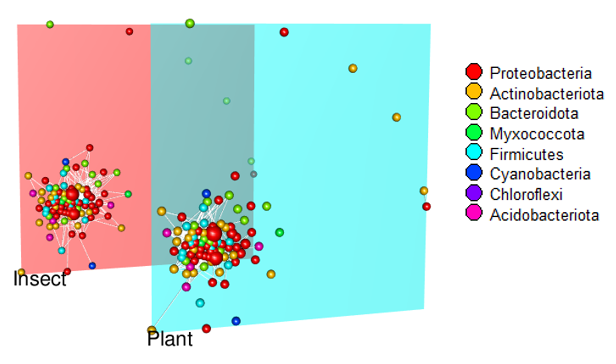 Proteobacteria
Actinobacteriota
Bacteroidota
Myxococcota
Firmicutes
Cyanobacteria
Chloroflexi
Acidobacteriota
Insect
Plant